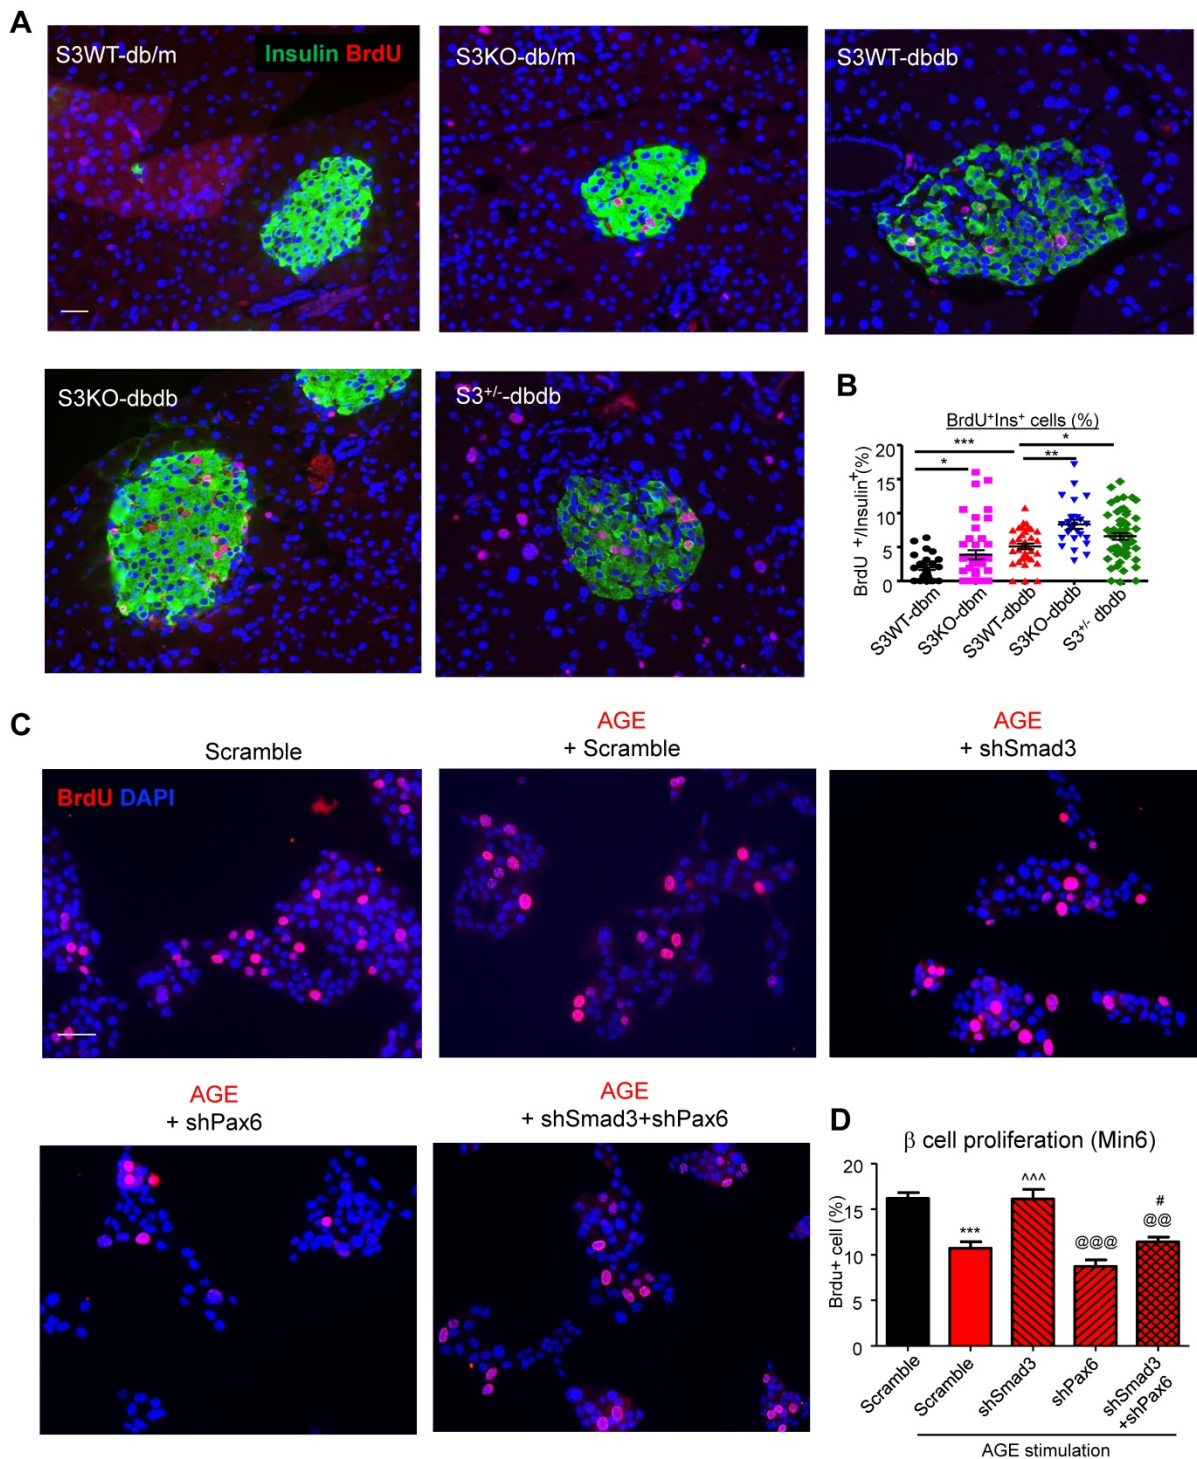 A
S3WT-db/m
Insulin BrdU
S3KO-db/m
S3WT-dbdb
S3KO-dbdb
S3+/--dbdb
B
BrdU+Ins+ cells (%)
BrdU +/Insulin+(%)
20
15
10
5
0
***
*
*
**
S3WT-dbm
S3KO-dbm
S3WT-dbdb
S3KO-dbdb
S3+/- dbdb
C
Scramble
AGE
+ Scramble
AGE
+ shSmad3
BrdU DAPI
AGE
+ shPax6
AGE
+ shSmad3+shPax6
D
β cell proliferation (Min6)
Brdu+ cell (%)
20
15
10
5
0
***
^^^
@@@
#
@@
Scramble
Scramble
shSmad3
shPax6
shSmad3
+shPax6
AGE stimulation